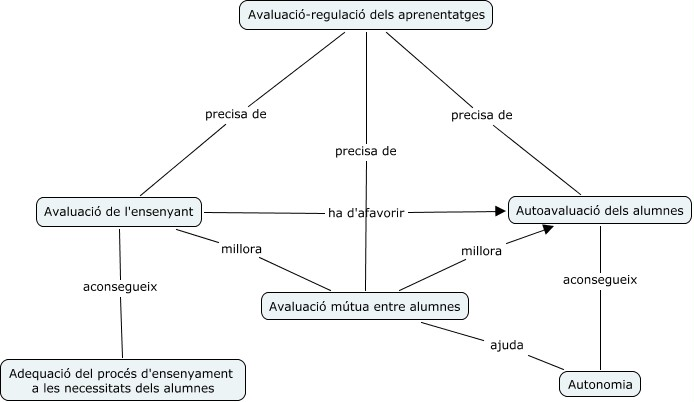 Avaluació-regulació dels aprenentatges
precisa de
precisa de
precisa de
Avaluació de l'ensenyant
ha d'afavorir
Autoavaluació dels alumnes
millora
millora
aconsegueix
aconsegueix
Avaluació mútua entre alumnes
ajuda
Adequació del procés d'ensenyament
a les necessitats dels alumnes
Autonomia